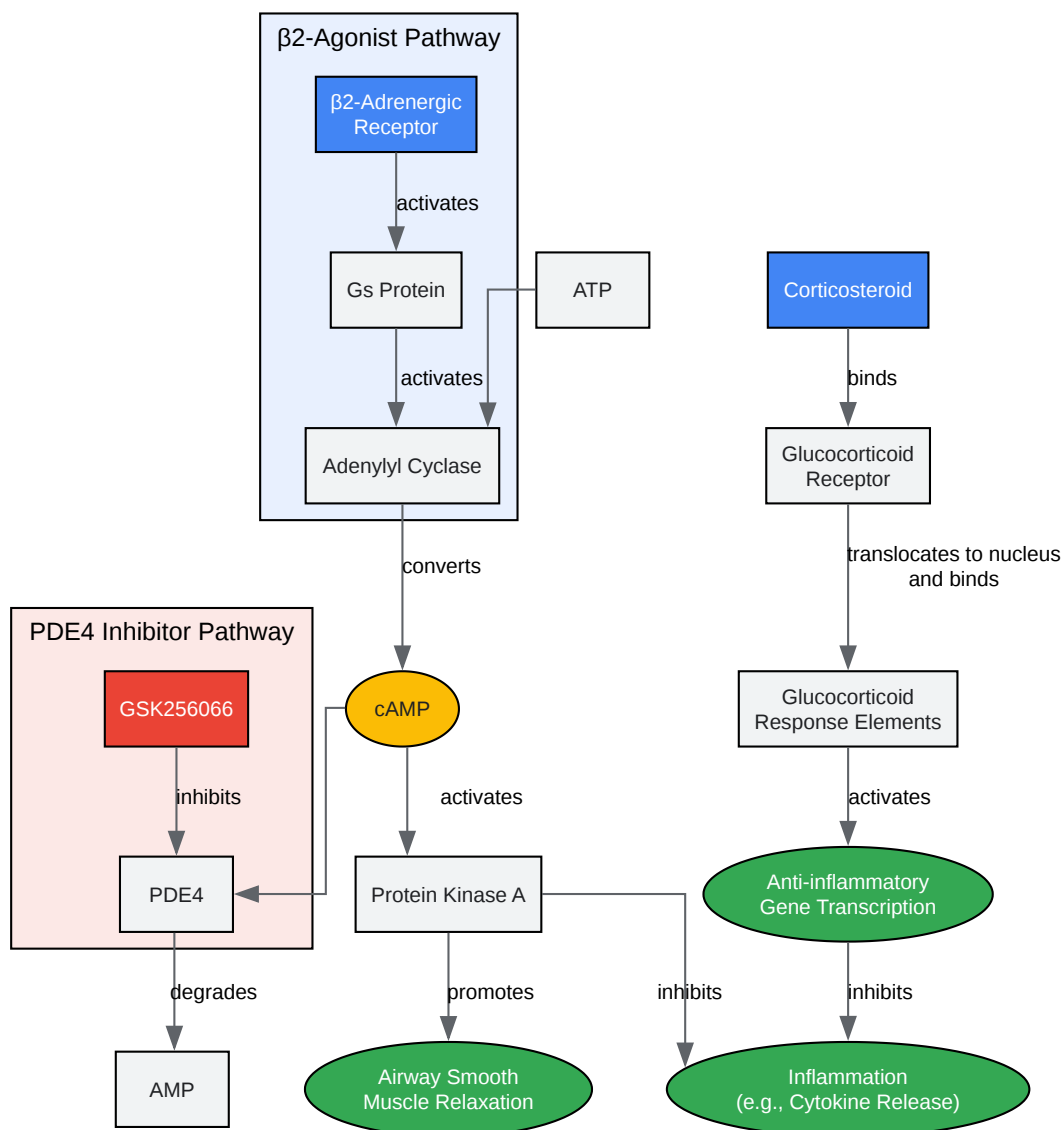 β2-Agonist Pathway
β2-Adrenergic
Receptor
activates
Gs Protein
ATP
Corticosteroid
activates
binds
Adenylyl Cyclase
Glucocorticoid
Receptor
converts
translocates to nucleus
and binds
PDE4 Inhibitor Pathway
GSK256066
cAMP
Glucocorticoid
Response Elements
inhibits
activates
activates
PDE4
Protein Kinase A
Anti-inflammatory
Gene Transcription
degrades
promotes
inhibits
inhibits
AMP
Airway Smooth
Muscle Relaxation
Inflammation
(e.g., Cytokine Release)